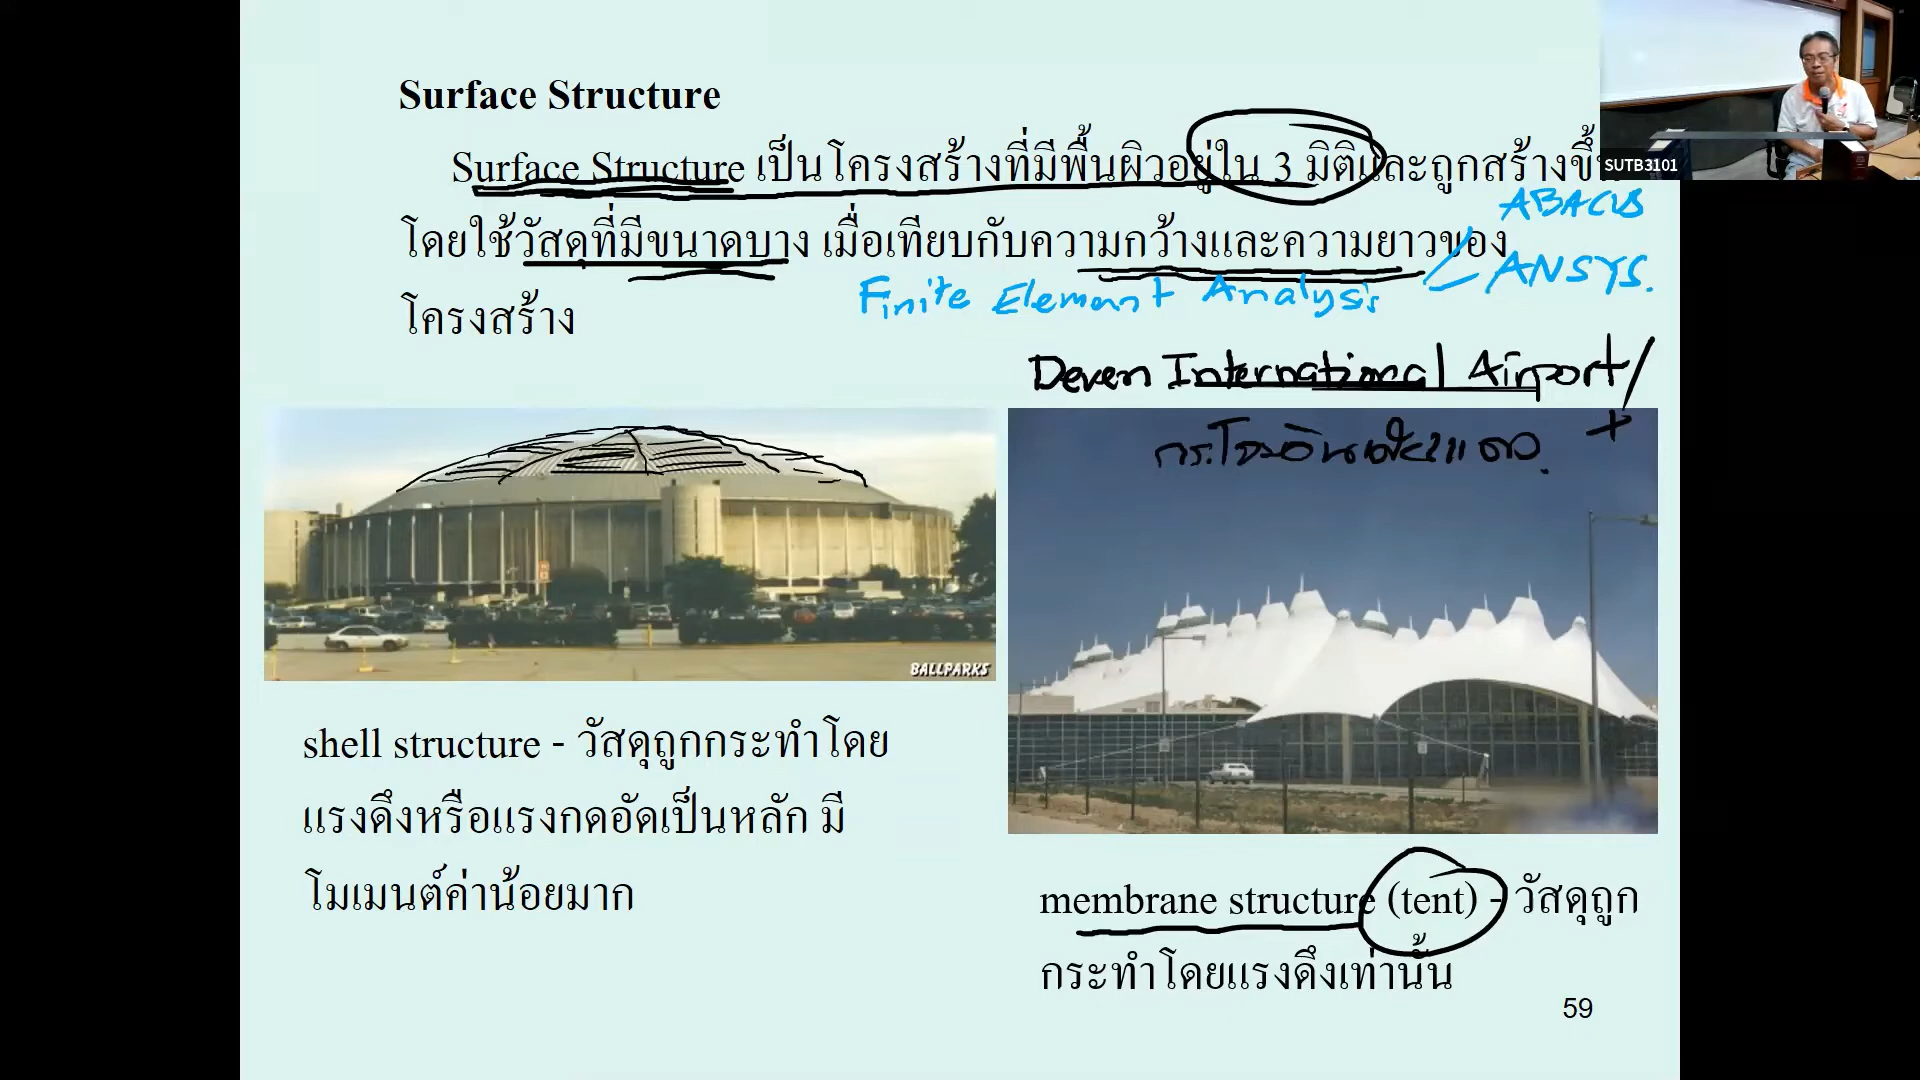 Surface Structure
Surface Structure เป็นโครงสร้างที่มีพื้นผิวอยู่ใน 3 มิติและถูกสร้างขึ้น
โดยใช้วัสดุที่มีขนาดบาง เมื่อเทียบกับความกว้างและความยาวของ
โครงสร้าง
SUTB3101
ABACUS
ANSYS.
Finite Element Analysis
Deven International Airport/
BALLPARKS
shell structure - วัสดุถูกกระทำโดย
แรงดึงหรือแรงกดอัดเป็นหลัก มี
โมเมนต์ค่าน้อยมาก
membrane structure (tent) - วัสดุถูก
กระทำโดยแรงดึงเท่านั้น
59